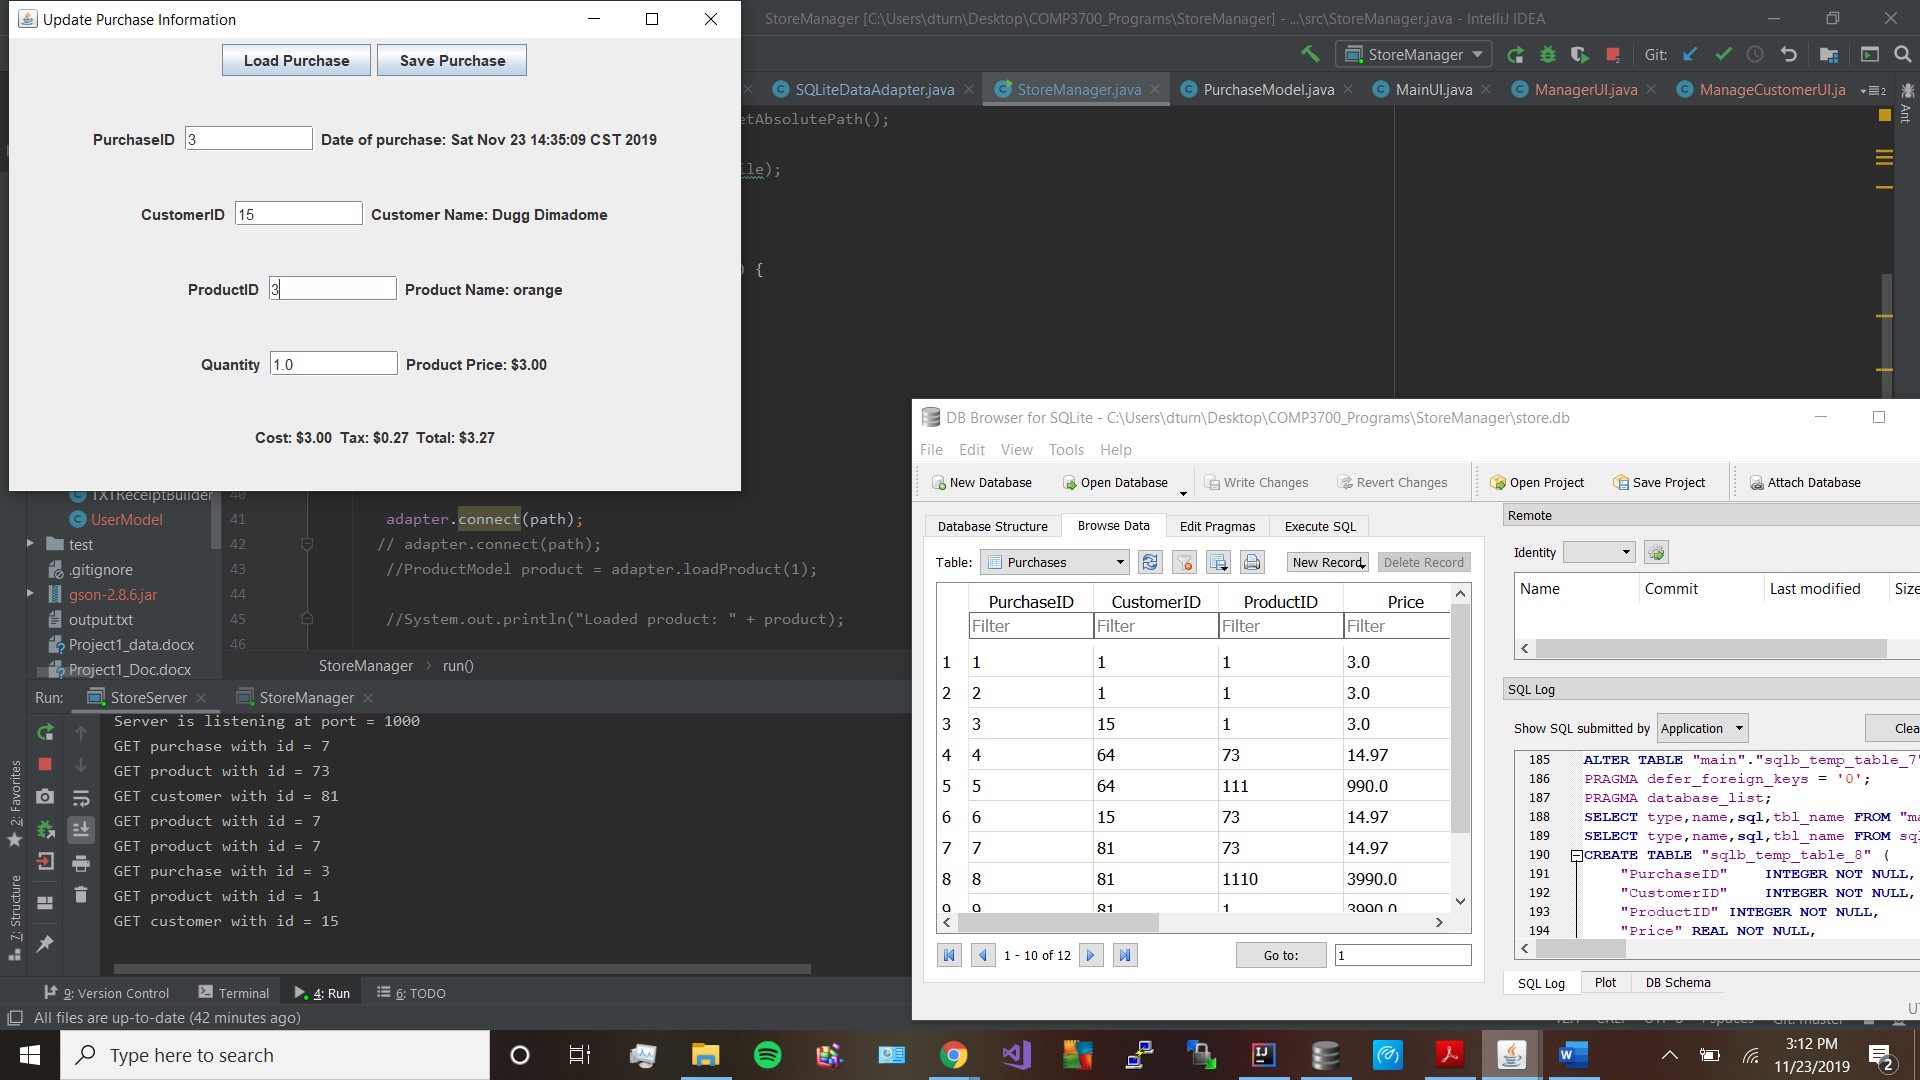 Update Purchase Information
Load Purchase Save Purchase
PurchaseID 3 Date of purchase: Sat Nov 23 14:35:09 CST 2019
CustomerID 15 Customer Name: Dugg Dimadome
ProductID 3 Product Name: orange
Quantity 1.0 Product Price: $3.00
Cost: $3.00 Tax: $0.27 Total: $3.27
StoreManager [C:\Users\dturn\Desktop\COMP3700_Programs\StoreManager] - ...\src\StoreManager.java - IntelliJ IDEA
StoreManager Git:
SQLiteDataAdapter.java StoreManager.java PurchaseModel.java MainUI.java ManagerUI.java ManageCustomerUI.ja 2
Ant
etAbsolutePath();
ile);
) {
TXTReceiptBuilder
UserModel
test
.gitignore
gson-2.8.6.jar
output.txt
Project1_data.docx
Project1_Doc.docx
40
41 adapter.connect(path);
42 // adapter.connect(path);
43 //ProductModel product = adapter.loadProduct(1);
44
45 //System.out.println("Loaded product: " + product);
46
StoreManager run()
Run: StoreServer StoreManager
Server is listening at port = 1000
GET purchase with id = 7
GET product with id = 73
GET customer with id = 81
GET product with id = 7
GET product with id = 7
GET purchase with id = 3
GET product with id = 1
GET customer with id = 15
2: Favorites
7: Structure
9: Version Control Terminal 4: Run 6: TODO
All files are up-to-date (42 minutes ago)
DB Browser for SQLite - C:\Users\dturn\Desktop\COMP3700_Programs\StoreManager\store.db
File Edit View Tools Help
New Database Open Database Write Changes Revert Changes Open Project Save Project Attach Database
Database Structure Browse Data Edit Pragmas Execute SQL
Table: Purchases New Record Delete Record
PurchaseID CustomerID ProductID Price
Filter Filter Filter Filter
1 1 1 1 3.0
2 2 1 1 3.0
3 3 15 1 3.0
4 4 64 73 14.97
5 5 64 111 990.0
6 6 15 73 14.97
7 7 81 73 14.97
8 8 81 1110 3990.0
9 9 81 1 3990.0
1 - 10 of 12 Go to: 1
Remote
Identity
Name Commit Last modified Size
SQL Log
Show SQL submitted by Application Clea
185 ALTER TABLE "main"."sqlb_temp_table_7"
186 PRAGMA defer_foreign_keys = '0';
187 PRAGMA database_list;
188 SELECT type,name,sql,tbl_name FROM "ma
189 SELECT type,name,sql,tbl_name FROM sql
190 CREATE TABLE "sqlb_temp_table_8" (
191 "PurchaseID" INTEGER NOT NULL,
192 "CustomerID" INTEGER NOT NULL,
193 "ProductID" INTEGER NOT NULL,
194 "Price" REAL NOT NULL,
SQL Log Plot DB Schema
Type here to search
3:12 PM
11/23/2019
2